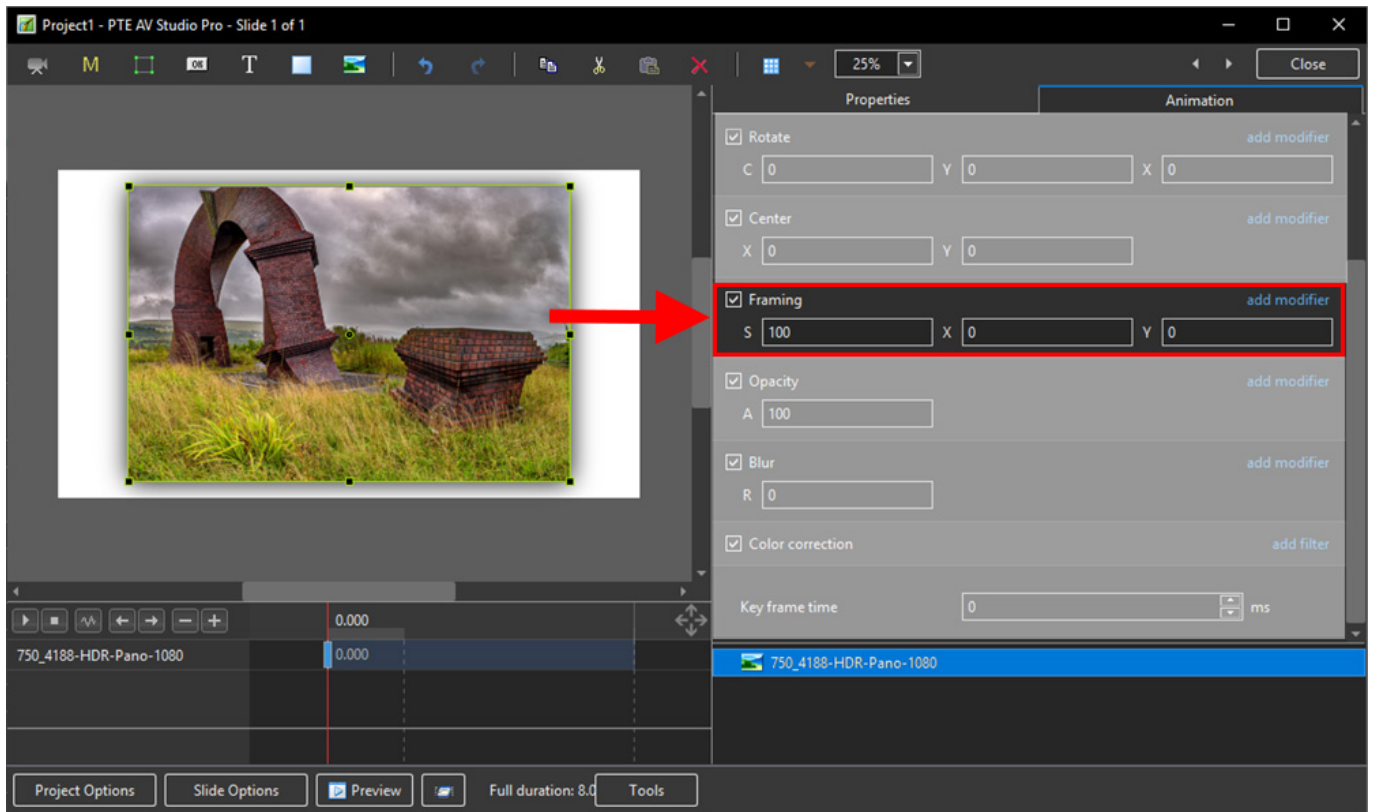 Project1 - PTE AV Studio Pro - Slide 1 of 1
M OK T 25% Close
Properties Animation
Rotate add modifier
C 0 Y 0 X 0
Center add modifier
X 0 Y 0
Framing add modifier
S 100 X 0 Y 0
Opacity add modifier
A 100
Blur add modifier
R 0
Color correction add filter
Key frame time 0 ms
0.000
750_4188-HDR-Pano-1080 0.000
750_4188-HDR-Pano-1080
Project Options Slide Options Preview Full duration: 8.0 Tools